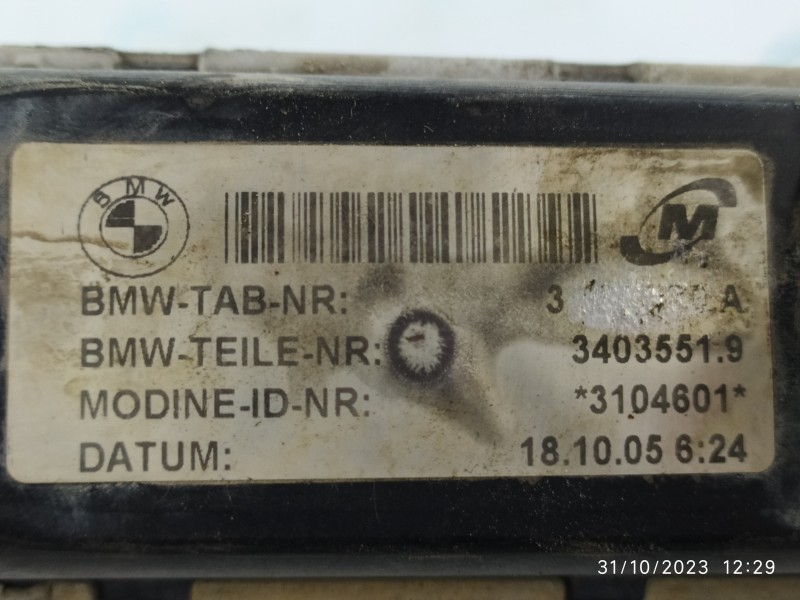 BMW
M
BMW-TAB-NR:
BMW-TEILE-NR: 3403551.9
MODINE-ID-NR: *3104601*
DATUM: 18.10.05 6:24
31/10/2023 12:29